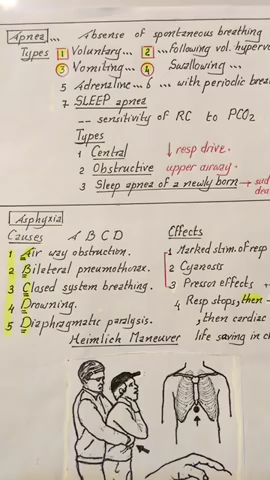 Apnea... Absense of spontaneous breathing
Types 1 Voluntary... 2 ..Following vol. hyperv
3 Vomiting... 4 Swallowing...
5 Adrenaline.. 6 ... with periodic brea
7 SLEEP apnea
-- sensitivity of RC to PCO2
Types
1 Central ↓ resp drive.
2 Obstructive upper airway.
3 Sleep apnea of a newly born → sud
dea
Asphyxia
Causes A B C D
1 Air way obstruction.
2 Bilateral pneumothorax.
3 Closed system breathing.
4 Drowning.
5 Diaphragmatic paralysis.
Effects
1 Marked stim. of resp
2 Cyanosis
3 Pressor effects
4 Resp stops, then
, then cardiac
Heimlich Maneuver life saving in ch